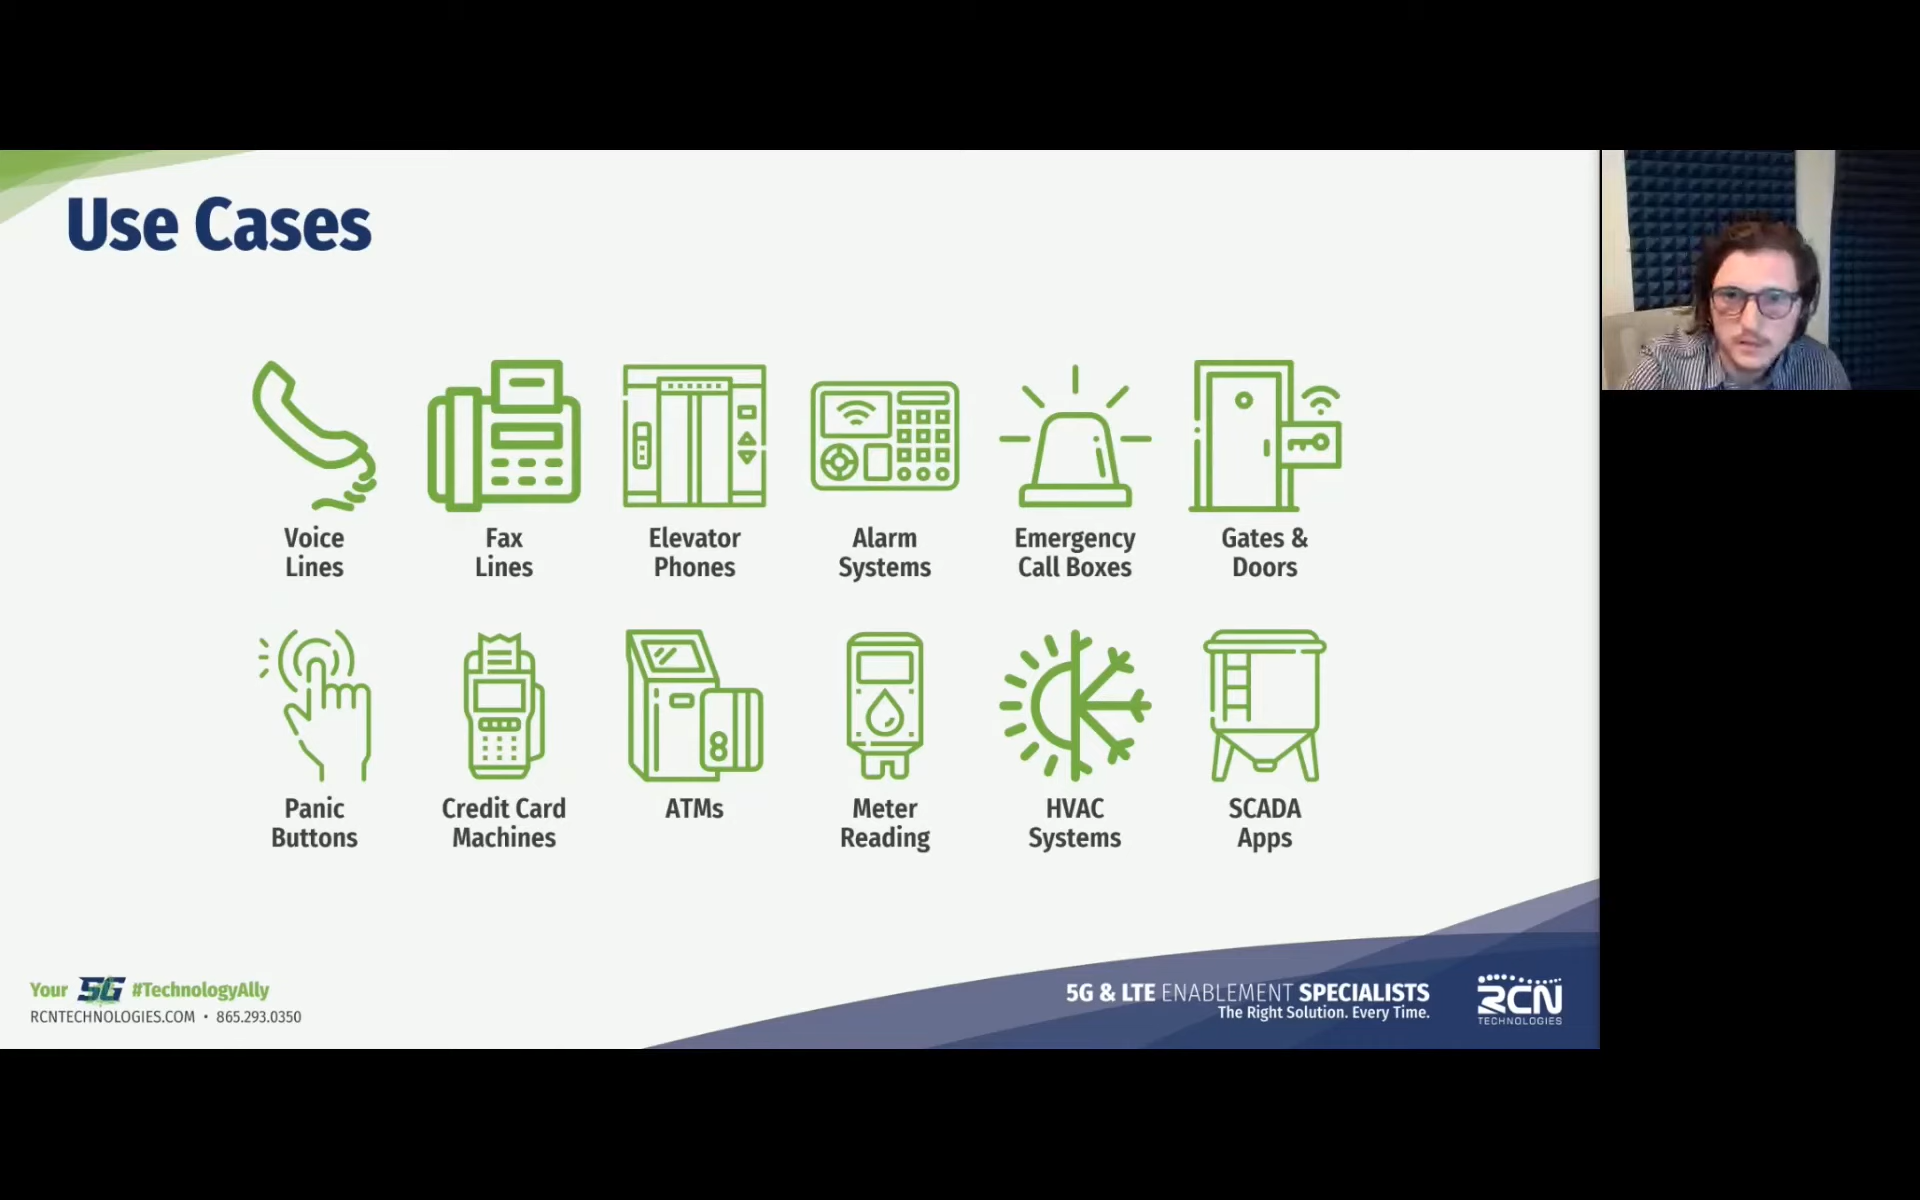 Use Cases
Voice
Lines
Fax
Lines
Elevator
Phones
Alarm
Systems
Emergency
Call Boxes
Gates &
Doors
Panic
Buttons
Credit Card
Machines
ATMs
Meter
Reading
HVAC
Systems
SCADA
Apps
Your 5G #TechnologyAlly
RCNTECHNOLOGIES.COM • 865.293.0350
5G & LTE ENABLEMENT SPECIALISTS
The Right Solution. Every Time.
RCN
TECHNOLOGIES